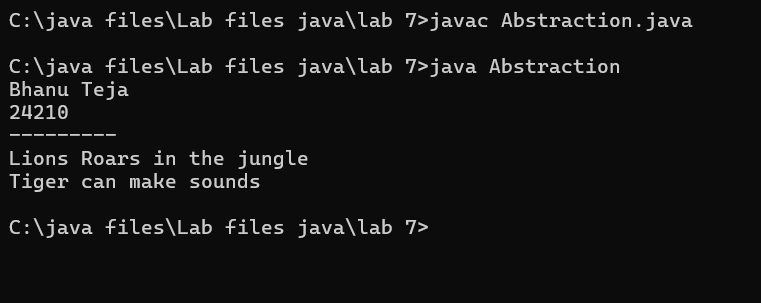 C:\java files\Lab files java\lab 7>javac Abstraction.java
C:\java files\Lab files java\lab 7>java Abstraction
Bhanu Teja
24210
---------
Lions Roars in the jungle
Tiger can make sounds
C:\java files\Lab files java\lab 7>